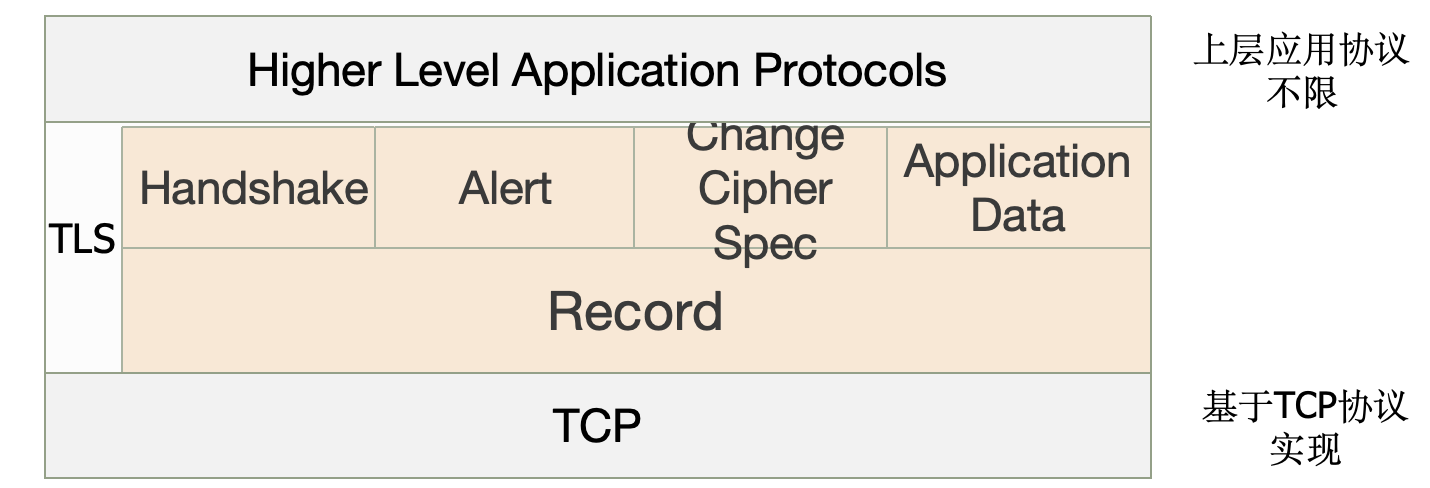 Higher Level Application Protocols
上层应用协议
不限
TLS
Handshake
Alert
Change
Cipher
Spec
Application
Data
Record
TCP
基于TCP协议
实现